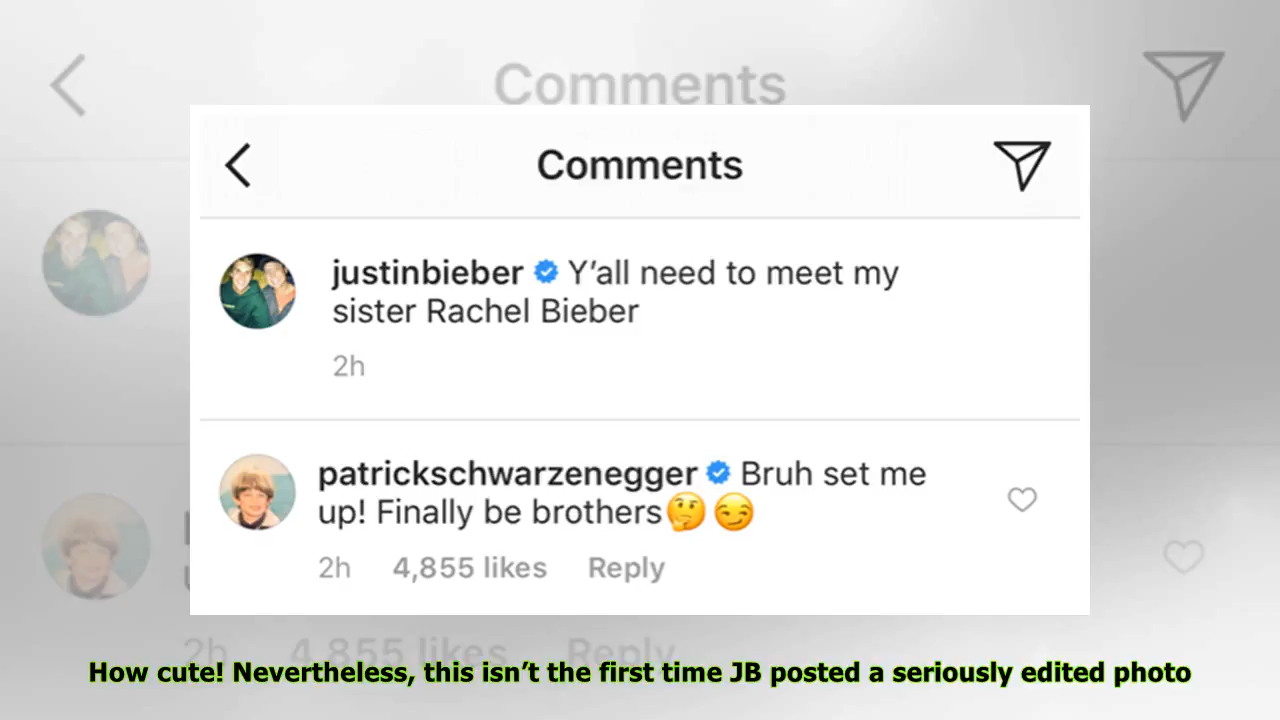 Comments
Comments
justinbieber Y’all need to meet my
sister Rachel Bieber
2h
patrickschwarzenegger Bruh set me
up! Finally be brothers🤔😏
2h 4,855 likes Reply
2h 4,855 likes Reply
How cute! Nevertheless, this isn’t the first time JB posted a seriously edited photo